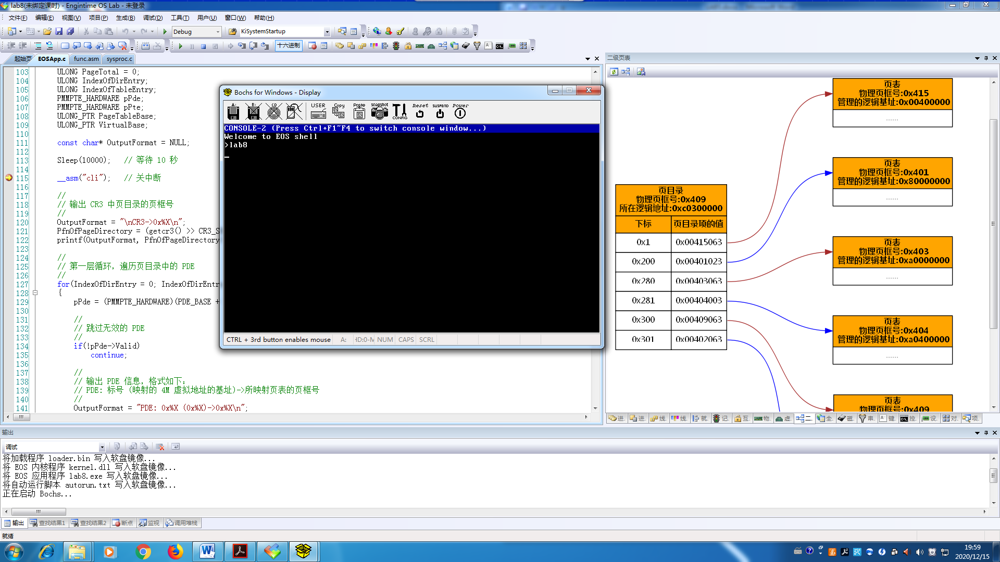 lab8(未绑定课时) - Engintime OS Lab - 未登录
文件(F) 编辑(E) 视图(V) 项目(P) 生成(B) 调试(D) 工具(T) 用户(U) 窗口(W) 帮助(H)
Debug KiSystemStartup
十六进制
起始页 EOSApp.c func.asm sysproc.c
103 ULONG PageTotal = 0;
104 ULONG IndexOfDirEntry;
105 ULONG IndexOfTableEntry;
106 PMMPTE_HARDWARE pPde;
107 PMMPTE_HARDWARE pPte;
108 ULONG_PTR PageTableBase;
109 ULONG_PTR VirtualBase;
110
111 const char* OutputFormat = NULL;
112
113 Sleep(10000); // 等待 10 秒
114
115 __asm("cli"); // 关中断
116
117 //
118 // 输出 CR3 中页目录的页框号
119 //
120 OutputFormat = "\nCR3->0x%X\n";
121 PfnOfPageDirectory = (getcr3() >> CR3_S
122 printf(OutputFormat, PfnOfPageDirectory
123
124 //
125 // 第一层循环，遍历页目录中的 PDE
126 //
127 for(IndexOfDirEntry = 0; IndexOfDirEntr
128 {
129 pPde = (PMMPTE_HARDWARE)(PDE_BASE +
130
131 //
132 // 跳过无效的 PDE
133 //
134 if(!pPde->Valid)
135 continue;
136
137 //
138 // 输出 PDE 信息，格式如下：
139 // PDE: 标号 (映射的 4M 虚拟地址的基址)->所映射页表的页框号
140 //
141 OutputFormat = "PDE: 0x%X (0x%X)->0x%X\n";
Bochs for Windows - Display
A: B: CD USER Copy Paste snapshot CONFIG Reset SUSPEND Power
CONSOLE-2 (Press Ctrl+F1~F4 to switch console window...)
Welcome to EOS shell
>lab8
_
CTRL + 3rd button enables mouse A: HD:0-M NUM CAPS SCRL
二级页表
页目录
物理页框号:0x409
所在逻辑地址:0xc0300000
下标 页目录项的值
0x1 0x00415063
0x200 0x00401023
0x280 0x00403063
0x281 0x00404003
0x300 0x00409063
0x301 0x00402063
页表
物理页框号:0x415
管理的逻辑基址:0x00400000
......
页表
物理页框号:0x401
管理的逻辑基址:0x80000000
......
页表
物理页框号:0x403
管理的逻辑基址:0xa0000000
......
页表
物理页框号:0x404
管理的逻辑基址:0xa0400000
......
页表
物理页框号:0x409
进. 进. 线. 线. 就. 记. 互. 物. 虚. 二. 全. 磁. 串. 键. 控. 设. 对. 项.
输出
调试
将加载程序 loader.bin 写入软盘镜像...
将 EOS 内核程序 kernel.dll 写入软盘镜像...
将 EOS 应用程序 lab8.exe 写入软盘镜像...
将自动运行脚本 autorun.txt 写入软盘镜像...
正在启动 Bochs...
输出 查找结果1 查找结果2 断点 监视 调用堆栈
就绪
19:59
2020/12/15